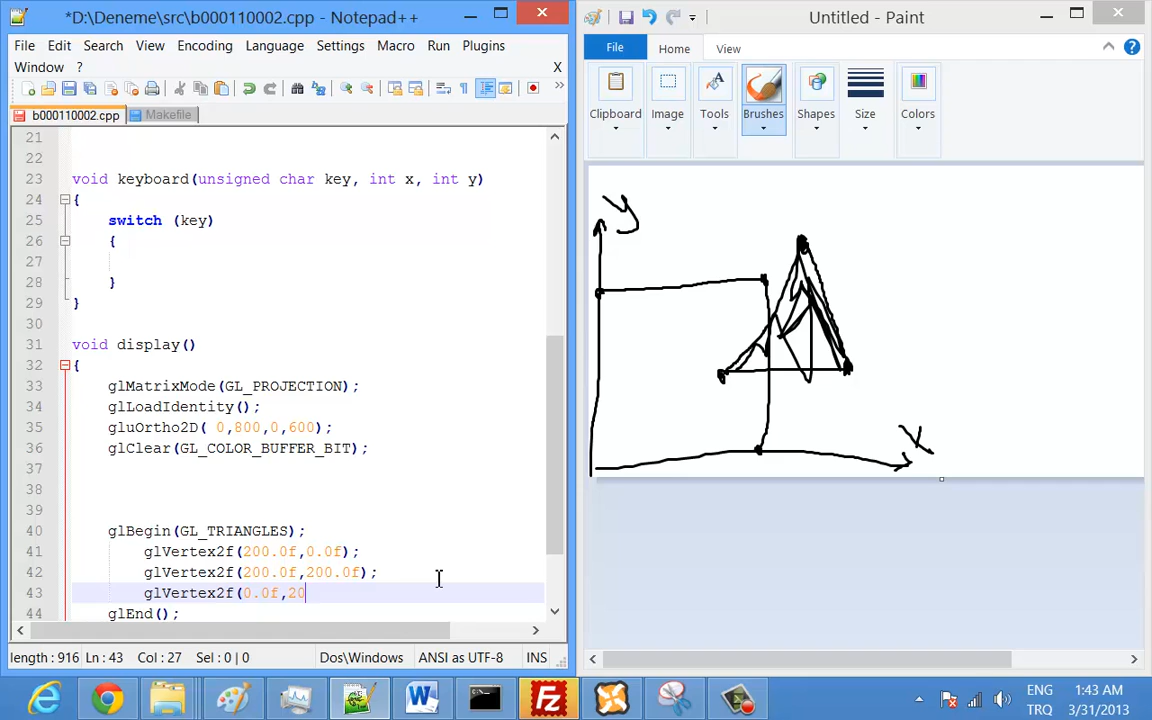 *D:\Deneme\src\b000110002.cpp - Notepad++
File Edit Search View Encoding Language Settings Macro Run Plugins
Window ? X
b000110002.cpp Makefile
21
22
23 void keyboard(unsigned char key, int x, int y)
24 {
25 switch (key)
26 {
27
28 }
29 }
30
31 void display()
32 {
33 glMatrixMode(GL_PROJECTION);
34 glLoadIdentity();
35 gluOrtho2D( 0,800,0,600);
36 glClear(GL_COLOR_BUFFER_BIT);
37
38
39
40 glBegin(GL_TRIANGLES);
41 glVertex2f(200.0f,0.0f);
42 glVertex2f(200.0f,200.0f);
43 glVertex2f(0.0f,20
44 glEnd();
length : 916 Ln : 43 Col : 27 Sel : 0 | 0 Dos\Windows ANSI as UTF-8 INS
Untitled - Paint
File Home View
Clipboard Image Tools Brushes Shapes Size Colors
y
x
ENG 1:43 AM
TRQ 3/31/2013